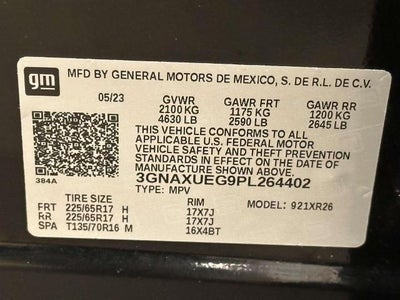 gm MFD BY GENERAL MOTORS DE MEXICO, S. DE R.L. DE C.V.
05/23 GVWR GAWR FRT GAWR RR
2100 KG 1175 KG 1200 KG
4630 LB 2590 LB 2645 LB
THIS VEHICLE CONFORMS TO ALL
APPLICABLE U.S. FEDERAL MOTOR VEHICLE
SAFETY, BUMPER, AND THEFT PREVENTION
STANDARDS IN EFFECT ON THE DATE OF
MANUFACTURE SHOWN ABOVE.
384A 3GNAXUEG9PL264402
TYPE: MPV
TIRE SIZE RIM MODEL: 921XR26
FRT 225/65R17 H 17X7J
RR 225/65R17 H 17X7J
SPA T135/70R16 M 16X4BT